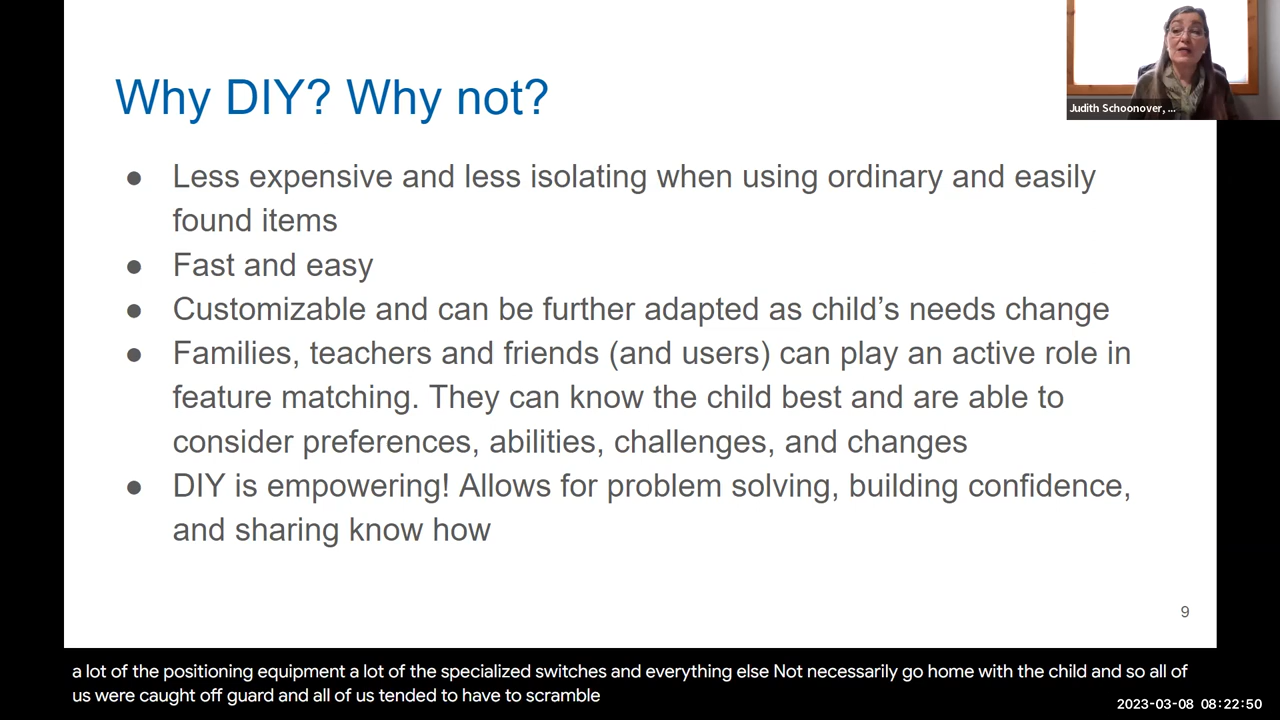 Why DIY? Why not?
Judith Schoonover, ...
● Less expensive and less isolating when using ordinary and easily
found items
● Fast and easy
● Customizable and can be further adapted as child’s needs change
● Families, teachers and friends (and users) can play an active role in
feature matching. They can know the child best and are able to
consider preferences, abilities, challenges, and changes
● DIY is empowering! Allows for problem solving, building confidence,
and sharing know how
9
a lot of the positioning equipment a lot of the specialized switches and everything else Not necessarily go home with the child and so all of
us were caught off guard and all of us tended to have to scramble
2023-03-08 08:22:50